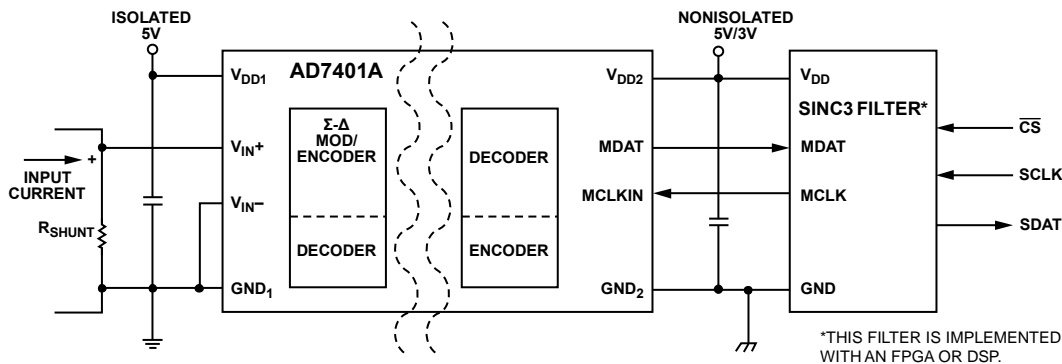 ISOLATED
5V
NONISOLATED
5V/3V
AD7401A
VDD1
VIN+
VIN–
GND1
Σ-Δ
MOD/
ENCODER
DECODER
DECODER
ENCODER
VDD2
MDAT
MCLKIN
GND2
VDD
SINC3 FILTER*
MDAT
MCLK
GND
CS
SCLK
SDAT
+
INPUT
CURRENT
RSHUNT
*THIS FILTER IS IMPLEMENTED
WITH AN FPGA OR DSP.